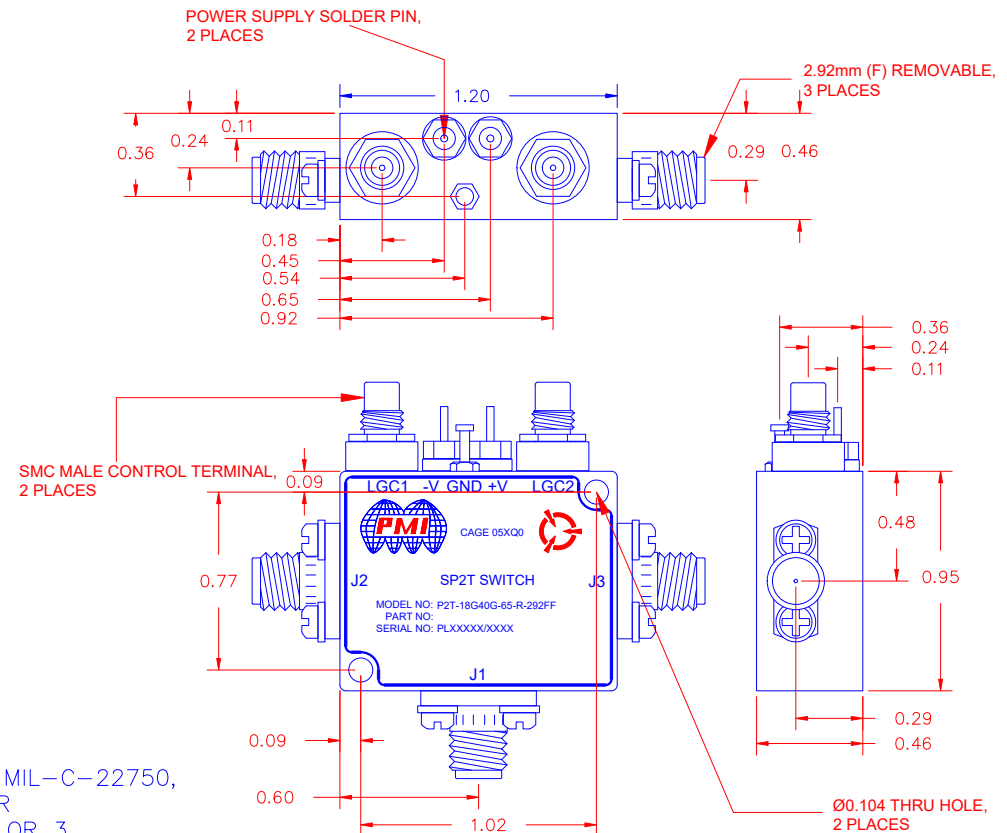 POWER SUPPLY SOLDER PIN,
2 PLACES
2.92mm (F) REMOVABLE,
3 PLACES
1.20
0.11
0.24
0.36
0.29
0.46
0.18
0.45
0.54
0.65
0.92
0.36
0.24
0.11
SMC MALE CONTROL TERMINAL,
2 PLACES
0.09
LGC1 -V GND +V LGC2
PMI
CAGE 05XQ0
0.48
0.77
J2
SP2T SWITCH
J3
0.95
MODEL NO: P2T-18G40G-65-R-292FF
PART NO:
SERIAL NO: PLXXXXX/XXXX
J1
0.09
0.29
0.46
MIL-C-22750,
R
OR 3
0.60
1.02
Ø0.104 THRU HOLE,
2 PLACES